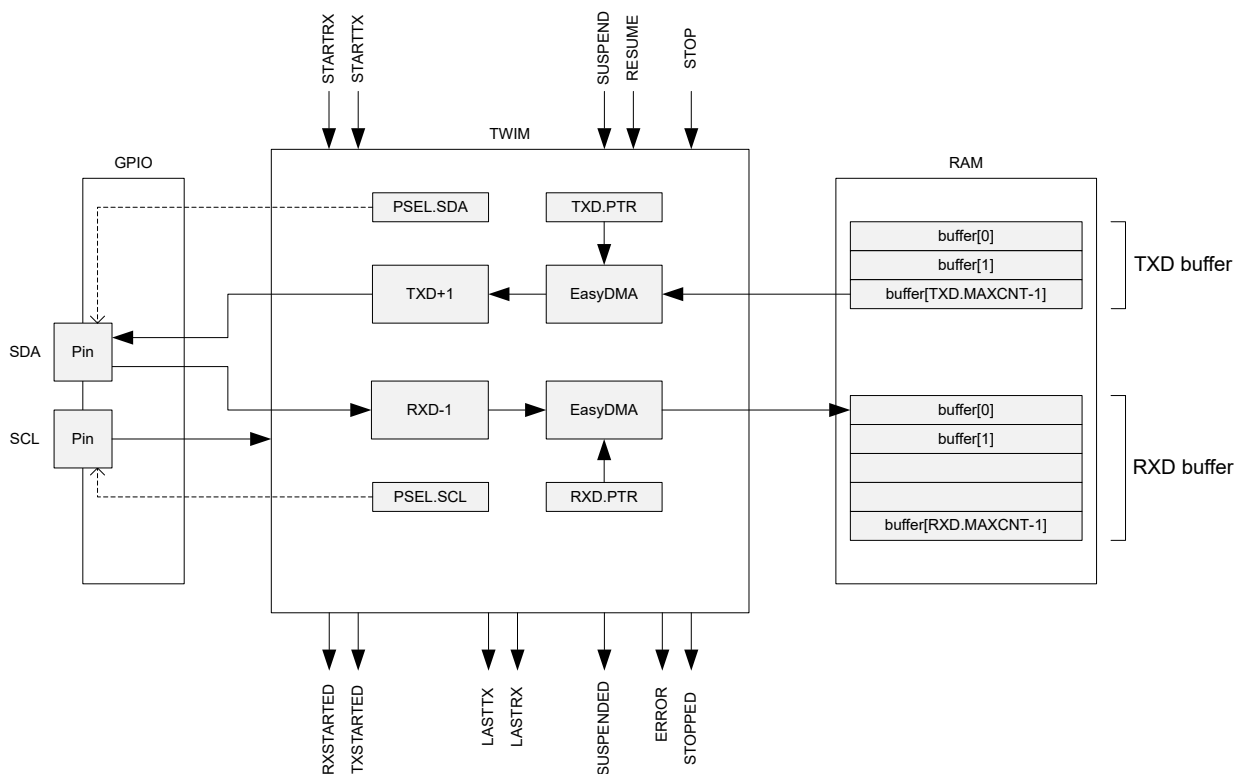 STARTRX
STARTTX
SUSPEND
RESUME
STOP
GPIO
TWIM
RAM
PSEL.SDA
TXD.PTR
buffer[0]
buffer[1]
buffer[TXD.MAXCNT-1]
TXD buffer
TXD+1
EasyDMA
SDA
Pin
RXD-1
EasyDMA
buffer[0]
buffer[1]
buffer[RXD.MAXCNT-1]
RXD buffer
SCL
Pin
PSEL.SCL
RXD.PTR
RXSTARTED
TXSTARTED
LASTTX
LASTRX
SUSPENDED
ERROR
STOPPED